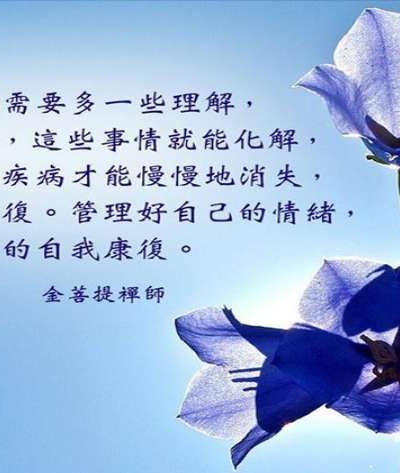 需要多一些理解，
，這些事情就能化解，
疾病才能慢慢地消失，
復。管理好自己的情緒，
的自我康復。
金菩提禪師